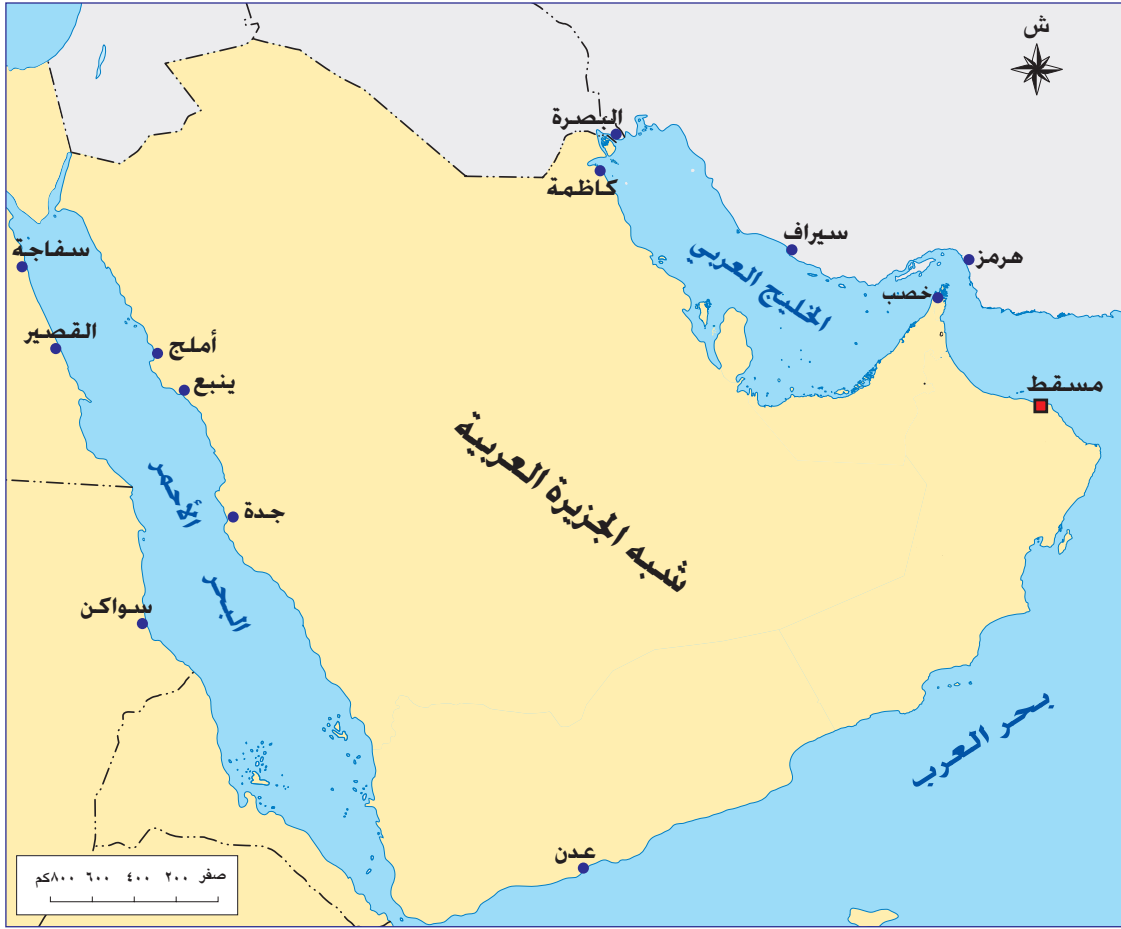 ش
البصرة
كاظمة
سيراف
هرمز
خصب
سفاجة
القصير
أملج
ينبع
مسقط
الخليج العربي
شبه الجزيرة العربية
البحر الأحمر
جدة
سواكن
بحر العرب
عدن
صفر ٢٠٠ ٤٠٠ ٦٠٠ ٨٠٠كم